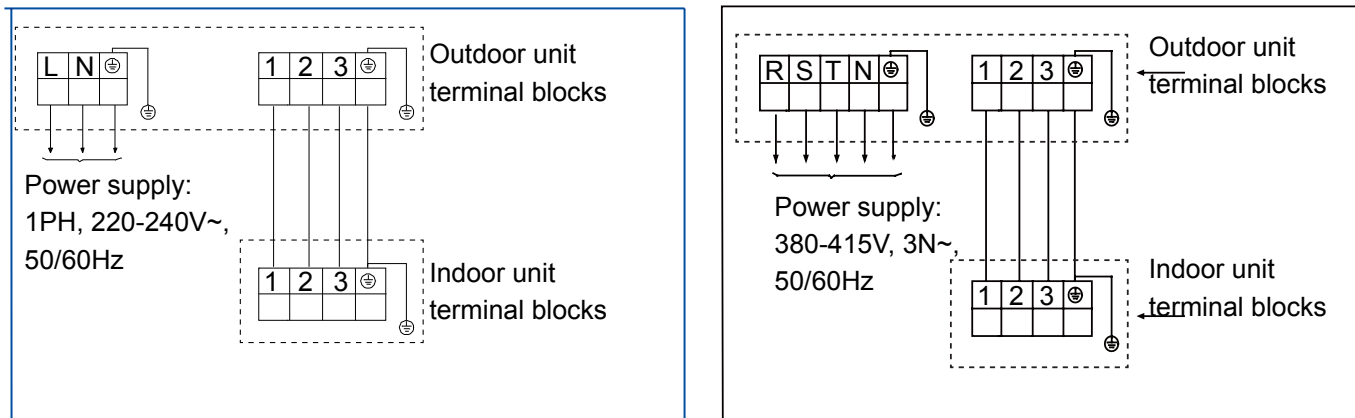 L N
1 2 3
Outdoor unit
terminal blocks
Power supply:
1PH, 220-240V~,
50/60Hz
1 2 3
Indoor unit
terminal blocks
R S T N
1 2 3
Outdoor unit
terminal blocks
Power supply:
380-415V, 3N~,
50/60Hz
1 2 3
Indoor unit
terminal blocks